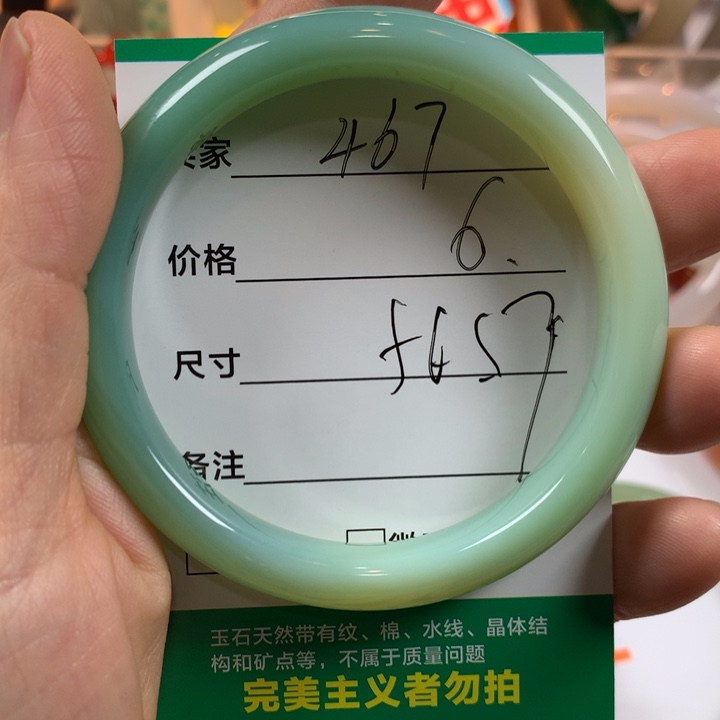 家 467
价格 6.
尺寸 5657
备注
玉石天然带有纹、棉、水线、晶体结
构和矿点等，不属于质量问题
完美主义者勿拍